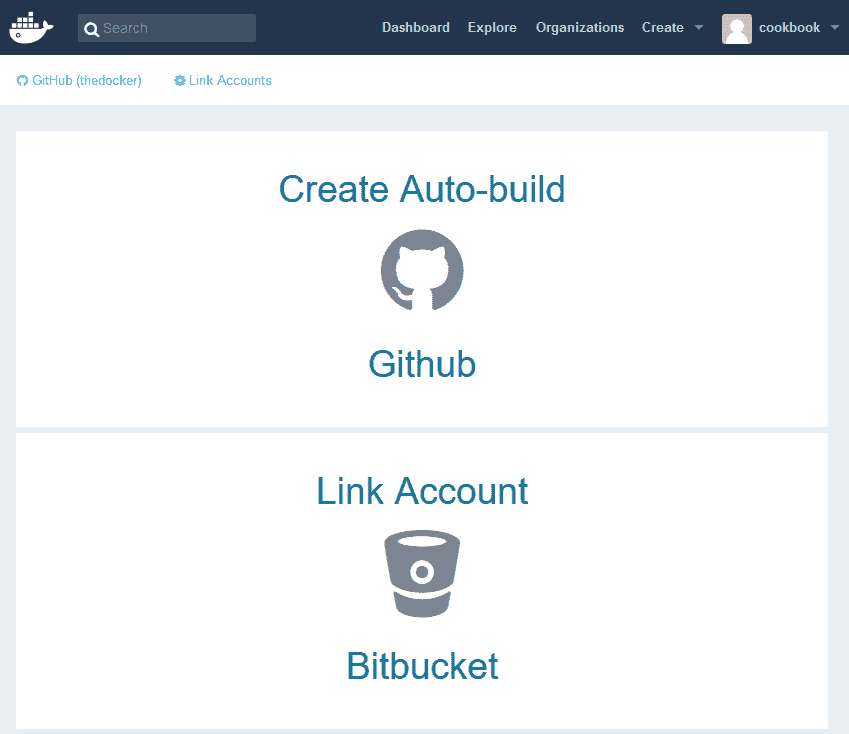 Search Dashboard Explore Organizations Create cookbook
GitHub (thedocker) Link Accounts
Create Auto-build
Github
Link Account
Bitbucket